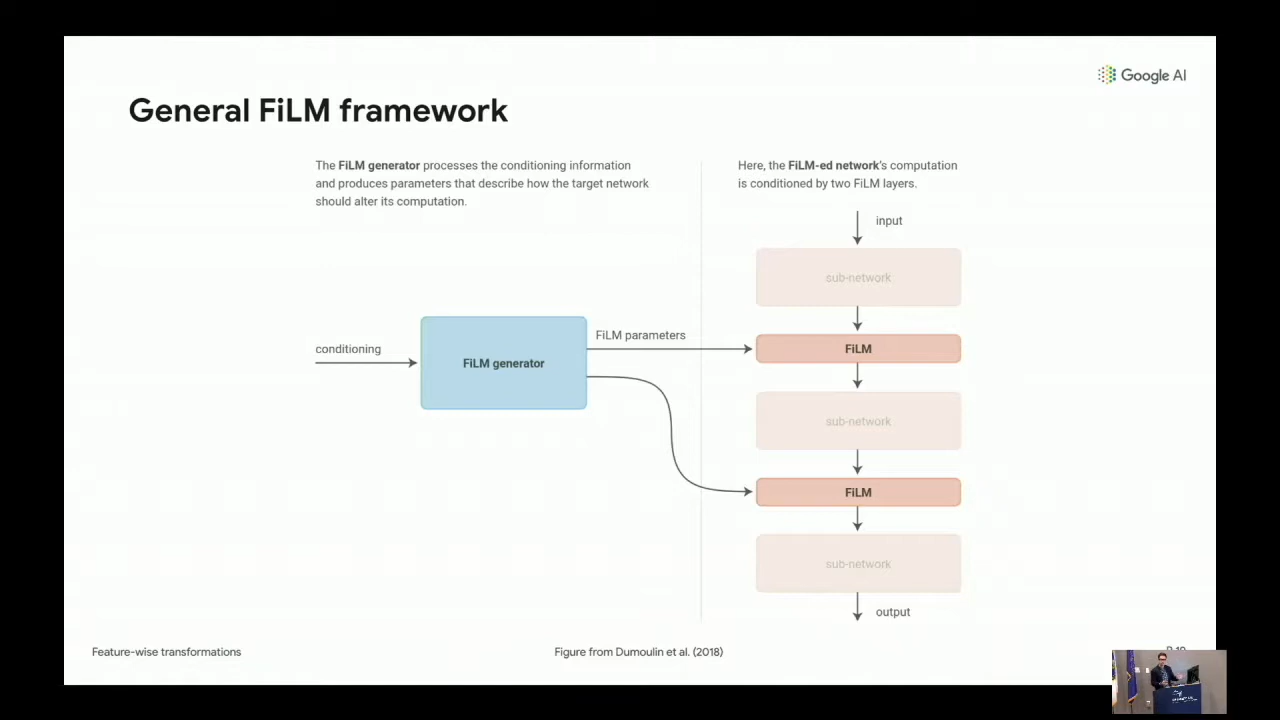 Google AI
General FiLM framework
The FiLM generator processes the conditioning information
and produces parameters that describe how the target network
should alter its computation.
Here, the FiLM-ed network's computation
is conditioned by two FiLM layers.
input
sub-network
FiLM parameters
conditioning
FiLM generator
FiLM
sub-network
FiLM
sub-network
output
Feature-wise transformations
Figure from Dumoulin et al. (2018)